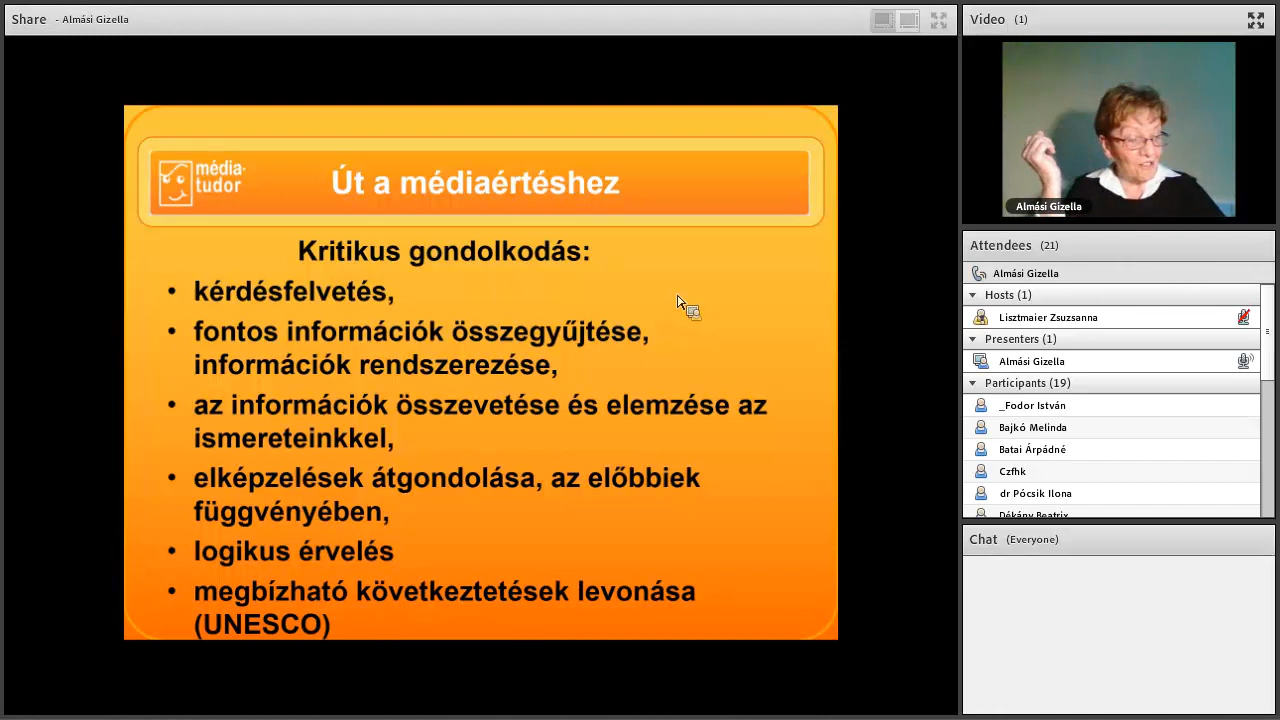 Share - Almási Gizella
média-
tudor
Út a médiaértéshez
Kritikus gondolkodás:
• kérdésfelvetés,
• fontos információk összegyűjtése,
információk rendszerezése,
• az információk összevetése és elemzése az
ismereteinkkel,
• elképzelések átgondolása, az előbbiek
függvényében,
• logikus érvelés
• megbízható következtetések levonása
(UNESCO)
Video (1)
Almási Gizella
Attendees (21)
Almási Gizella
Hosts (1)
Lisztmaier Zsuzsanna
Presenters (1)
Almási Gizella
Participants (19)
_Fodor István
Bajkó Melinda
Batai Árpádné
Czfhk
dr Pócsik Ilona
Dékány Beatrix
Chat (Everyone)